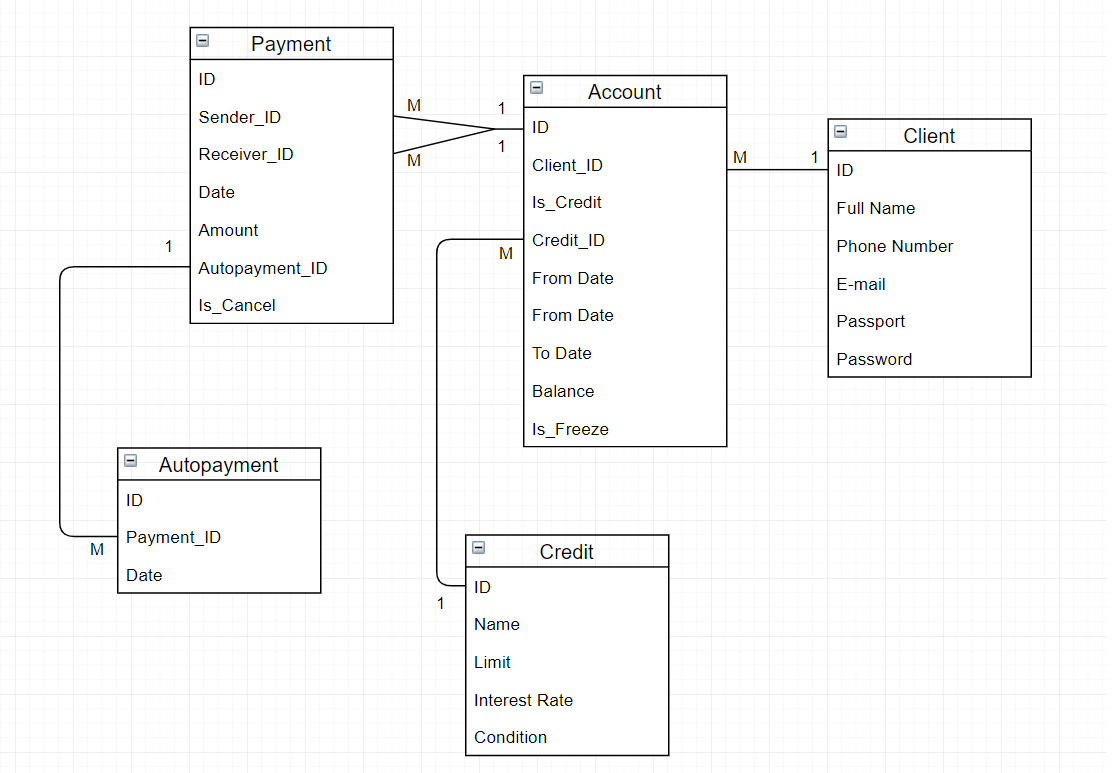 Payment
ID
Sender_ID
Receiver_ID
Date
Amount
Autopayment_ID
Is_Cancel
M
M
1
1
1
Account
ID
Client_ID
Is_Credit
Credit_ID
From Date
From Date
To Date
Balance
Is_Freeze
M
M
1
Client
ID
Full Name
Phone Number
E-mail
Passport
Password
Autopayment
ID
Payment_ID
Date
M
Credit
ID
Name
Limit
Interest Rate
Condition
1